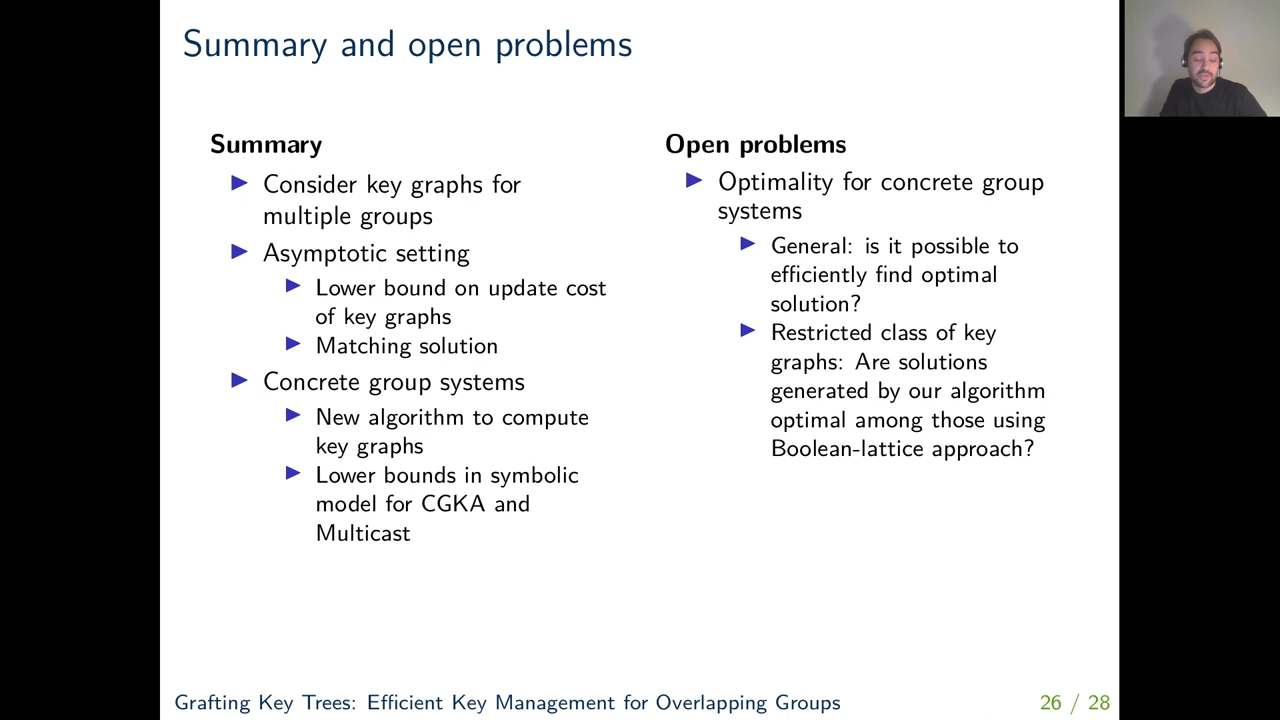 Summary and open problems
Summary
▶ Consider key graphs for
multiple groups
▶ Asymptotic setting
▶ Lower bound on update cost
of key graphs
▶ Matching solution
▶ Concrete group systems
▶ New algorithm to compute
key graphs
▶ Lower bounds in symbolic
model for CGKA and
Multicast
Open problems
▶ Optimality for concrete group
systems
▶ General: is it possible to
efficiently find optimal
solution?
▶ Restricted class of key
graphs: Are solutions
generated by our algorithm
optimal among those using
Boolean-lattice approach?
Grafting Key Trees: Efficient Key Management for Overlapping Groups
26 / 28